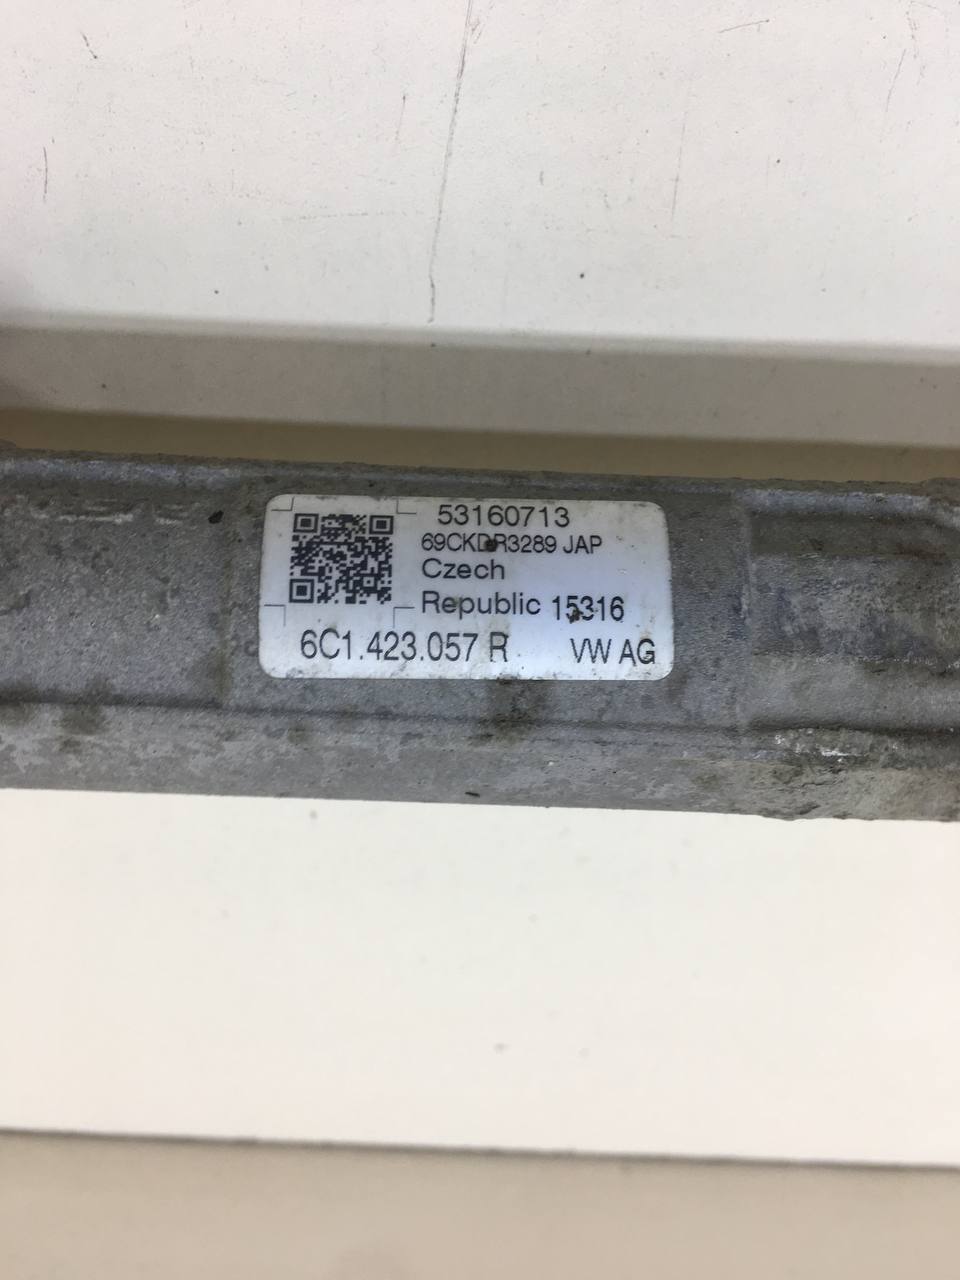 53160713
69CKDR3289 JAP
Czech
Republic 15316
6C1.423.057 R VW AG